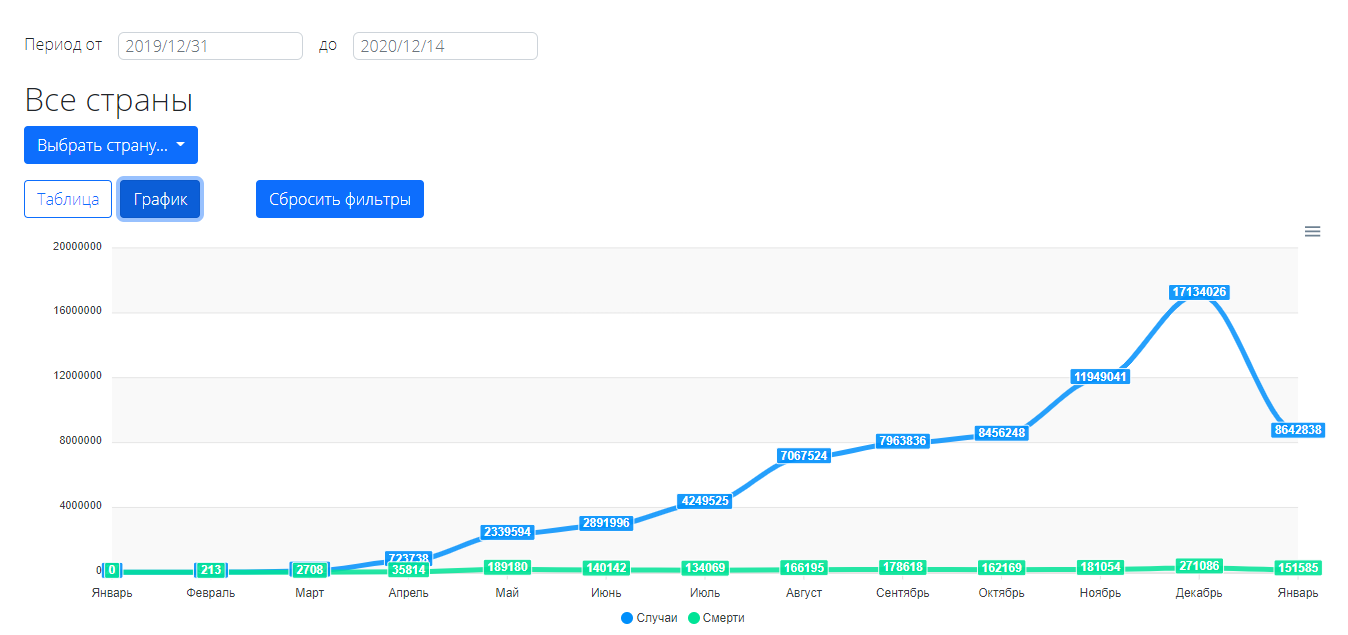 Период от 2019/12/31 до 2020/12/14
Все страны
Выбрать страну...
Таблица График Сбросить фильтры
20000000
16000000
12000000
8000000
4000000
0
17134026
11949041
8642838
8456248
7963836
7067524
4249525
2891996
2339594
723738
0 213 2708 35814 189180 140142 134069 166195 178618 162169 181054 271086 151585
Январь Февраль Март Апрель Май Июнь Июль Август Сентябрь Октябрь Ноябрь Декабрь Январь
Случаи Смерти